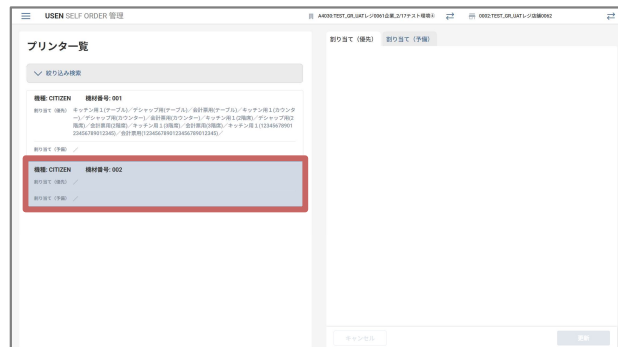 USEN SELF ORDER 管理
A4030:TEST_GR_UATレジ0061企業_2/17テスト環境①
0002:TEST_GR_UATレジ店舗0062
プリンター覧
絞り込み検索
機種: CITIZEN 機材番号: 001
割り当て（優先） キッチン用１(テーブル)／デシャップ用(テーブル)／会計票用(テーブル)／キッチン用１(カウンタ
ー)／デシャップ用(カウンター)／会計票用(カウンター)／キッチン用１(2階席)／デシャップ用(2
階席)／会計票用(2階席)／キッチン用１(3階席)／会計票用(3階席)／キッチン用１(12345678901
23456789012345)／会計票用(1234567890123456789012345)／
割り当て（予備） ／
機種: CITIZEN 機材番号: 002
割り当て（優先） ／
割り当て（予備） ／
割り当て（優先） 割り当て（予備）
キャンセル
更新